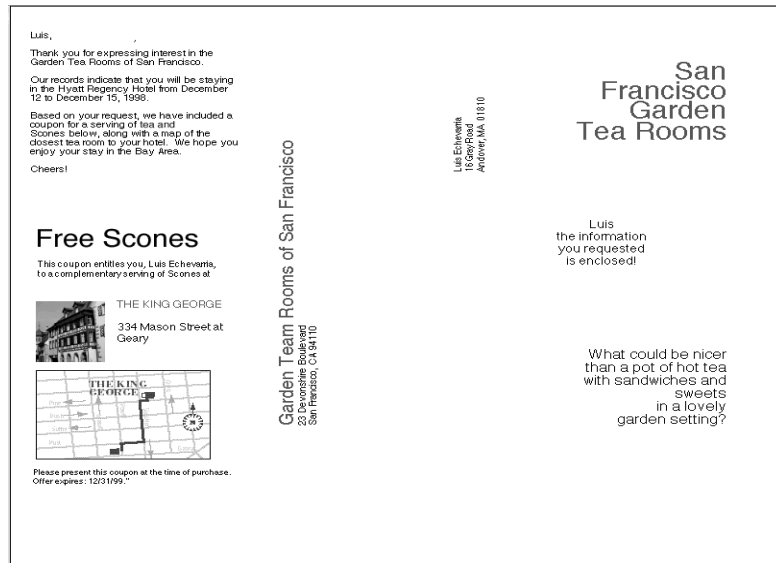 Luis, ,
Thank you for expressing interest in the
Garden Tea Rooms of San Francisco.
Our records indicate that you will be staying
in the Hyatt Regency Hotel from December
12 to December 15, 1998.
Based on your request, we have included a
coupon for a serving of tea and
Scones below, along with a map of the
closest tea room to your hotel. We hope you
enjoy your stay in the Bay Area.
Cheers!
Free Scones
This coupon entitles you, Luis Echevarria,
to a complementary serving of Scones at
THE KING GEORGE
334 Mason Street at
Geary
THE KING
GEORGE
Post
Please present this coupon at the time of purchase.
Offer expires: 12/31/99."
Garden Team Rooms of San Francisco
23 Devonshire Boulevard
San Francisco, CA 94110
Luis Echevarria
16 Gray Road
Andover, MA 01810
San
Francisco
Garden
Tea Rooms
Luis
the information
you requested
is enclosed!
What could be nicer
than a pot of hot tea
with sandwiches and
sweets
in a lovely
garden setting?